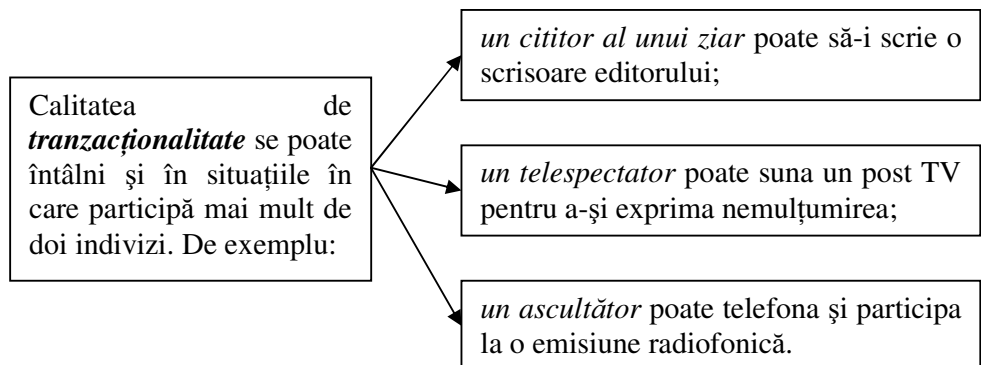 Calitatea de
tranzacționalitate se poate
întâlni şi în situațiile în
care participă mai mult de
doi indivizi. De exemplu:
un cititor al unui ziar poate să-i scrie o
scrisoare editorului;
un telespectator poate suna un post TV
pentru a-şi exprima nemulțumirea;
un ascultător poate telefona şi participa
la o emisiune radiofonică.